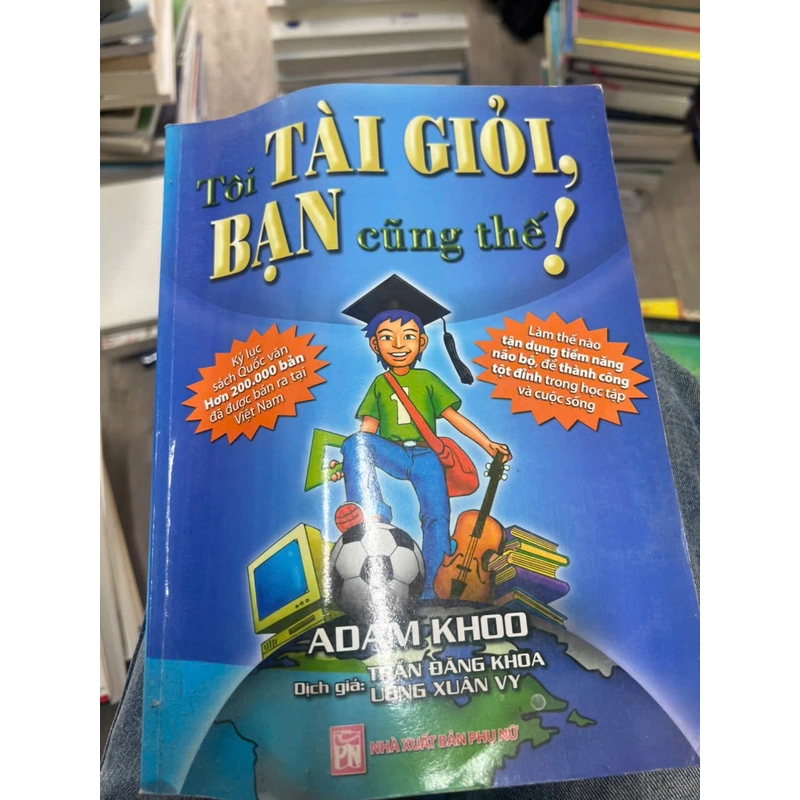 Tôi TÀI GIỎI,
BẠN cũng thế!
Kỷ lục
sách Quốc văn
Hơn 200.000 bản
đã được bán ra tại
Việt Nam
Làm thế nào
tận dụng tiềm năng
não bộ, để thành công
tột đỉnh trong học tập
và cuộc sống
1
ADAM KHOO
TRẦN ĐĂNG KHOA
Dịch giả: UÔNG XUÂN VY
PN
NHÀ XUẤT BẢN PHỤ NỮ